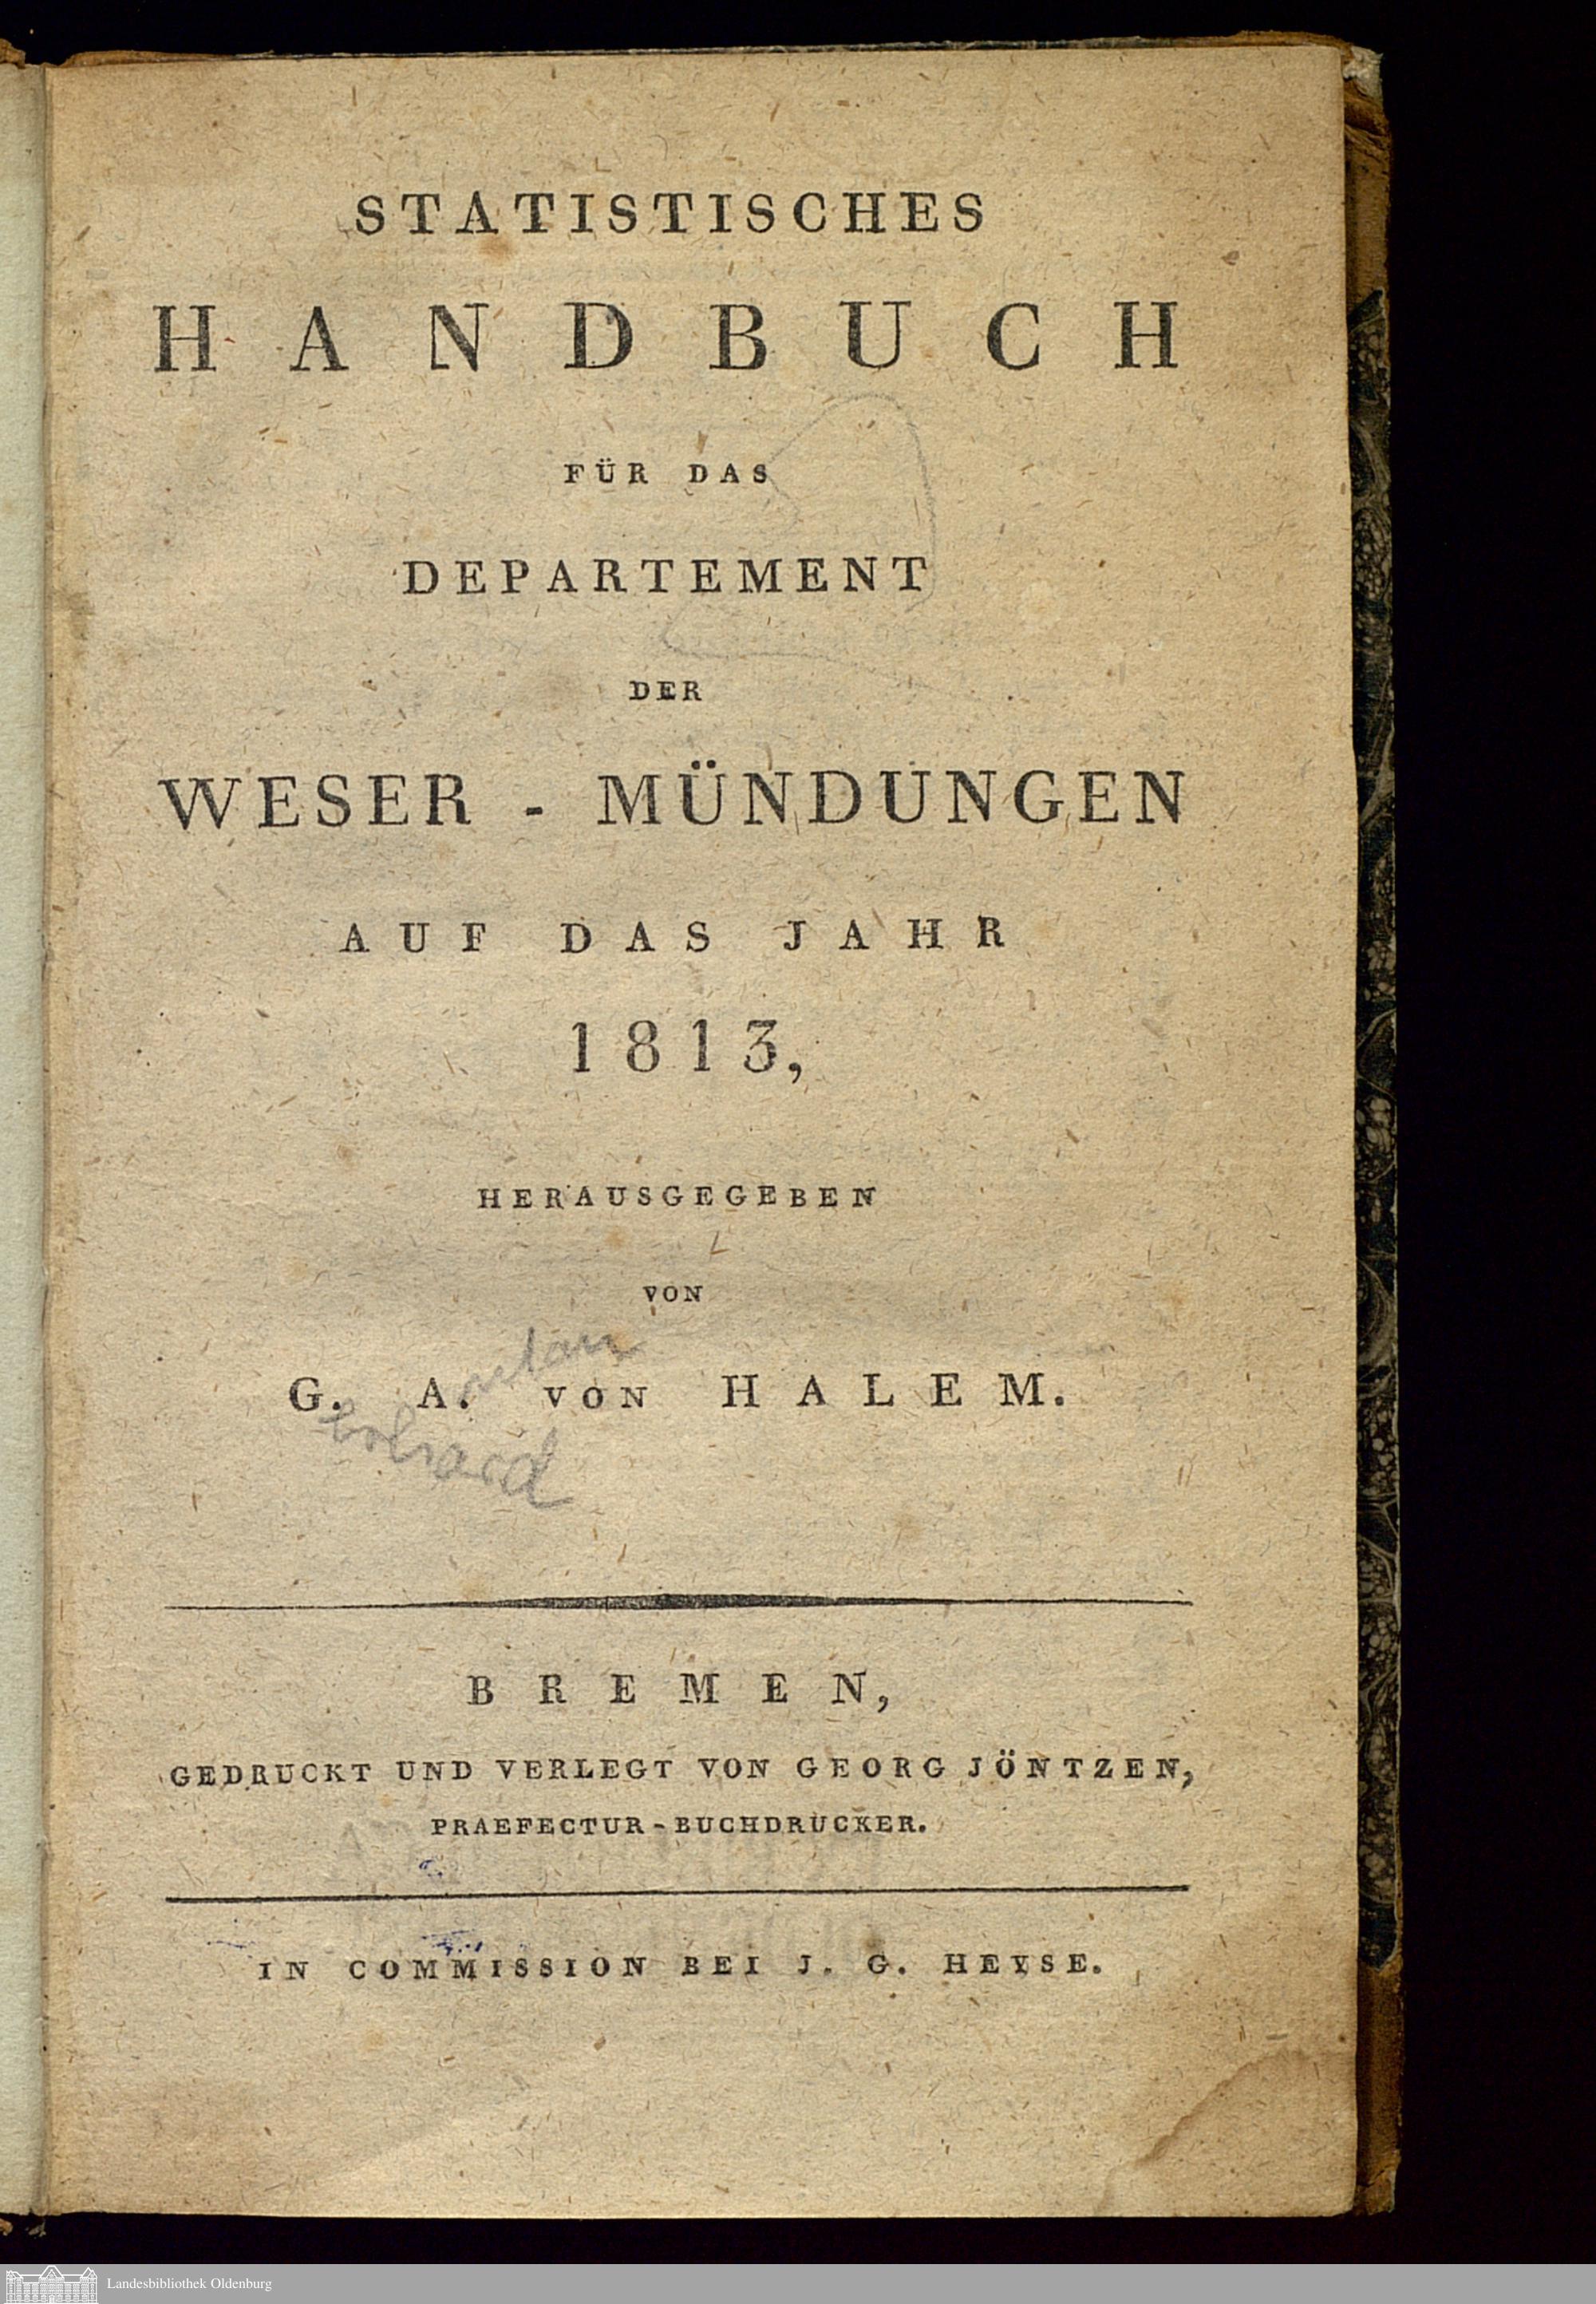 STATISTISCHES
HANDBUCH
FÜR DAS
DEPARTEMENT
DER
WESER - MÜNDUNGEN
AUF DAS JAHR
1813,
HERAUSGEGEBEN
VON
G. A. VON HALEM.
BREMEN,
GEDRUCKT UND VERLEGT VON GEORG JÖNTZEN,
PRAEFECTUR-BUCHDRUCKER.
IN COMMISSION BEI J. G. HEYSE.
Landesbibliothek Oldenburg